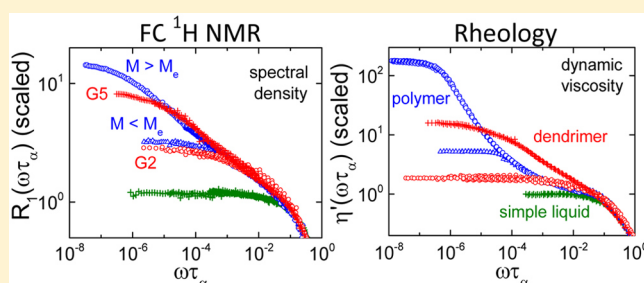 FC ¹H NMR
R₁(ωτα) (scaled)
10¹
10⁰
M > Mₑ
G5
M < Mₑ
G2
spectral
density
10⁻⁸ 10⁻⁶ 10⁻⁴ 10⁻² 10⁰
ωτα
Rheology
η'(ωτα) (scaled)
10²
10¹
10⁰
dynamic
viscosity
polymer
dendrimer
simple liquid
10⁻⁸ 10⁻⁶ 10⁻⁴ 10⁻² 10⁰
ωτα